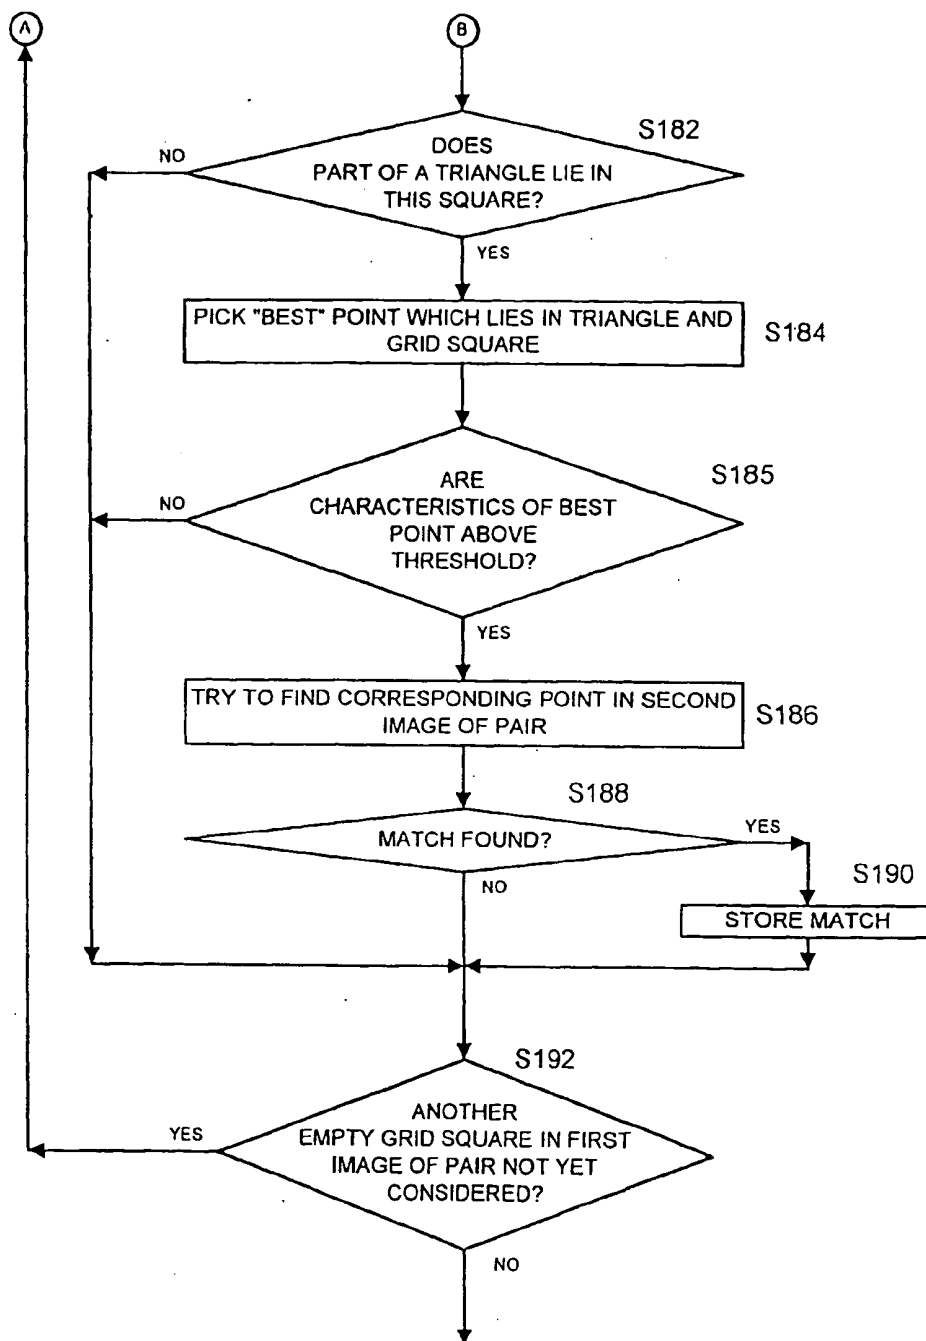 A
B
S182
DOES
PART OF A TRIANGLE LIE IN
THIS SQUARE?
NO
YES
PICK "BEST" POINT WHICH LIES IN TRIANGLE AND
GRID SQUARE
S184
S185
ARE
CHARACTERISTICS OF BEST
POINT ABOVE
THRESHOLD?
NO
YES
TRY TO FIND CORRESPONDING POINT IN SECOND
IMAGE OF PAIR
S186
S188
MATCH FOUND?
YES
NO
S190
STORE MATCH
S192
ANOTHER
EMPTY GRID SQUARE IN FIRST
IMAGE OF PAIR NOT YET
CONSIDERED?
YES
NO